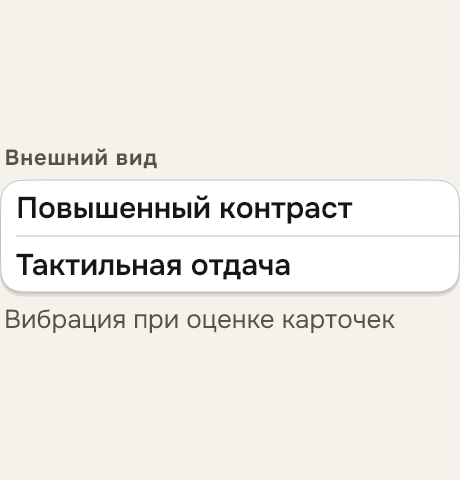 Внешний вид
Повышенный контраст
Тактильная отдача
Вибрация при оценке карточек